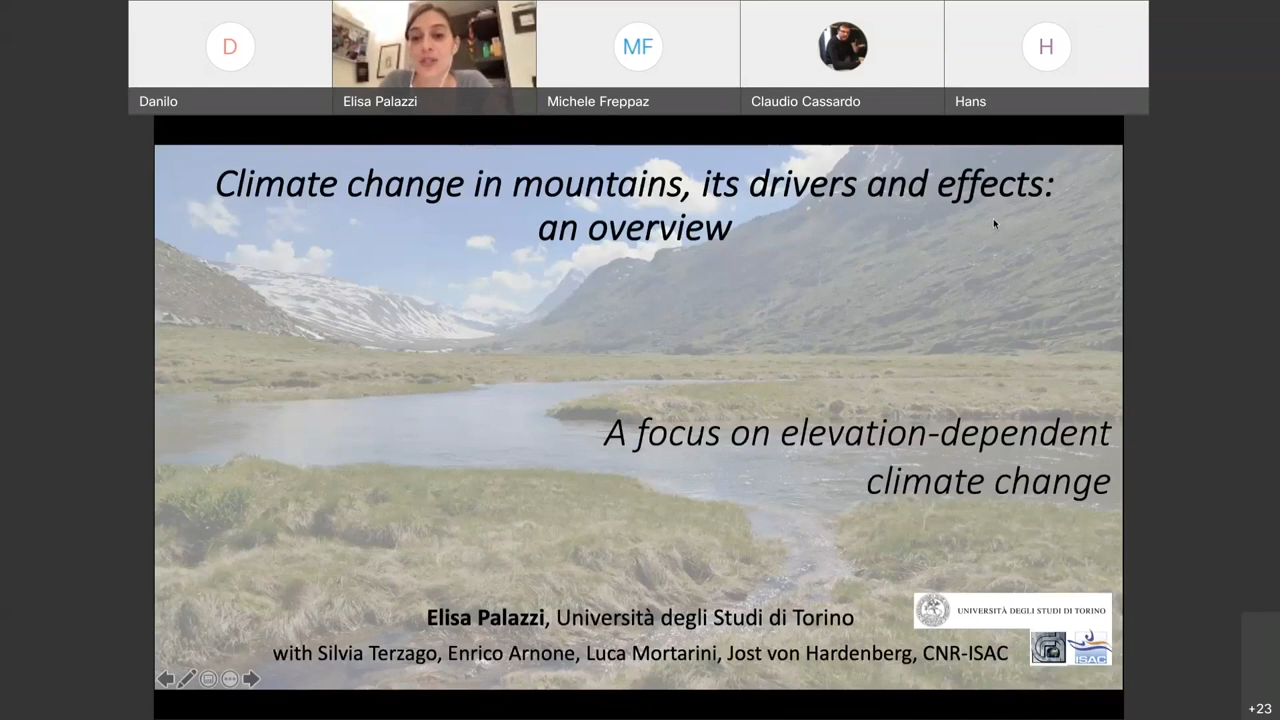 D
MF
H
Danilo
Elisa Palazzi
Michele Freppaz
Claudio Cassardo
Hans
Climate change in mountains, its drivers and effects:
an overview
A focus on elevation-dependent
climate change
Elisa Palazzi, Università degli Studi di Torino
with Silvia Terzago, Enrico Arnone, Luca Mortarini, Jost von Hardenberg, CNR-ISAC
UNIVERSITÀ DEGLI STUDI DI TORINO
ISAC
+23